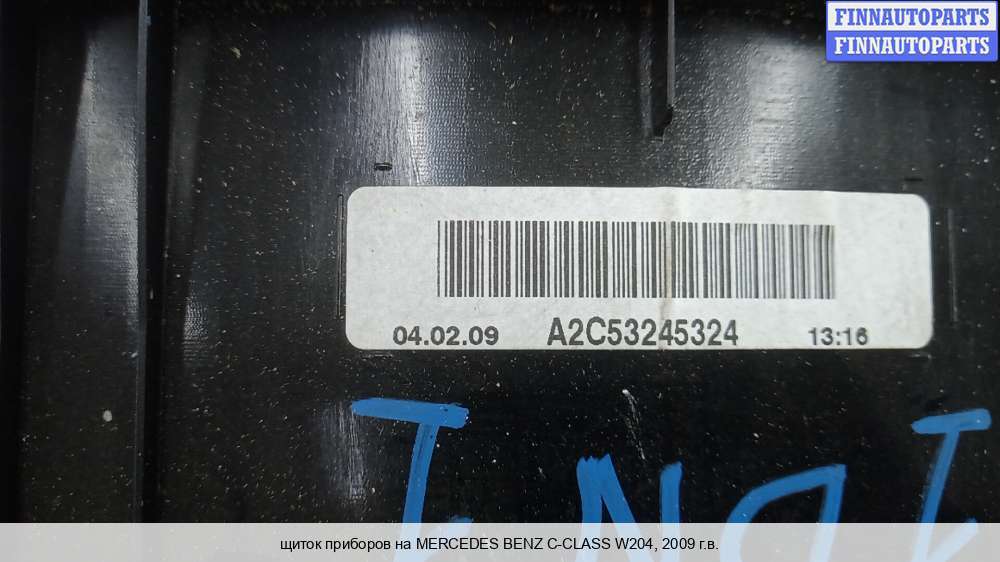 FINNAUTOPARTS
FINNAUTOPARTS
04.02.09 A2C53245324 13:16
щиток приборов на MERCEDES BENZ C-CLASS W204, 2009 г.в.